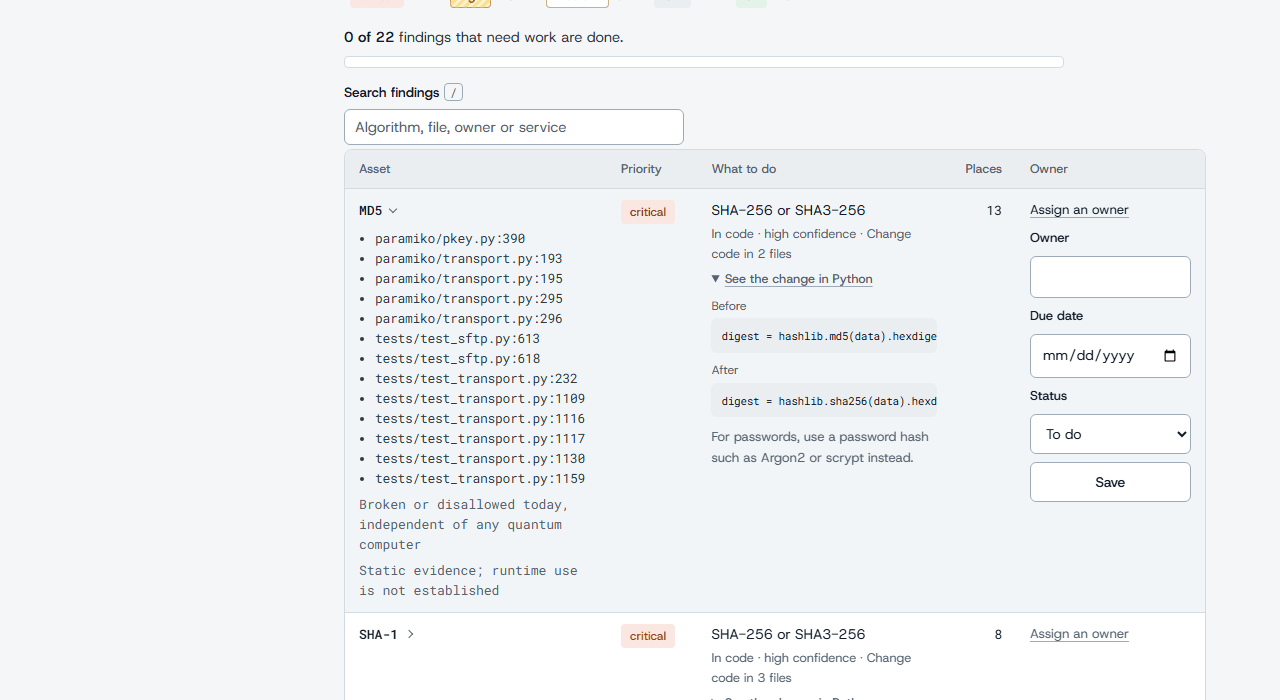 0 of 22 findings that need work are done.
Search findings /
Algorithm, file, owner or service
Asset Priority What to do Places Owner
MD5 critical SHA-256 or SHA3-256 13 Assign an owner
In code · high confidence · Change
code in 2 files
paramiko/pkey.py:390
paramiko/transport.py:193
paramiko/transport.py:195
paramiko/transport.py:295
paramiko/transport.py:296
tests/test_sftp.py:613
tests/test_sftp.py:618
tests/test_transport.py:232
tests/test_transport.py:1109
tests/test_transport.py:1116
tests/test_transport.py:1117
tests/test_transport.py:1130
tests/test_transport.py:1159
Broken or disallowed today,
independent of any quantum
computer
Static evidence; runtime use
is not established
See the change in Python
Before
digest = hashlib.md5(data).hexdige
After
digest = hashlib.sha256(data).hexd
For passwords, use a password hash
such as Argon2 or scrypt instead.
Owner
Due date
mm/dd/yyyy
Status
To do
Save
SHA-1 critical SHA-256 or SHA3-256 8 Assign an owner
In code · high confidence · Change
code in 3 files